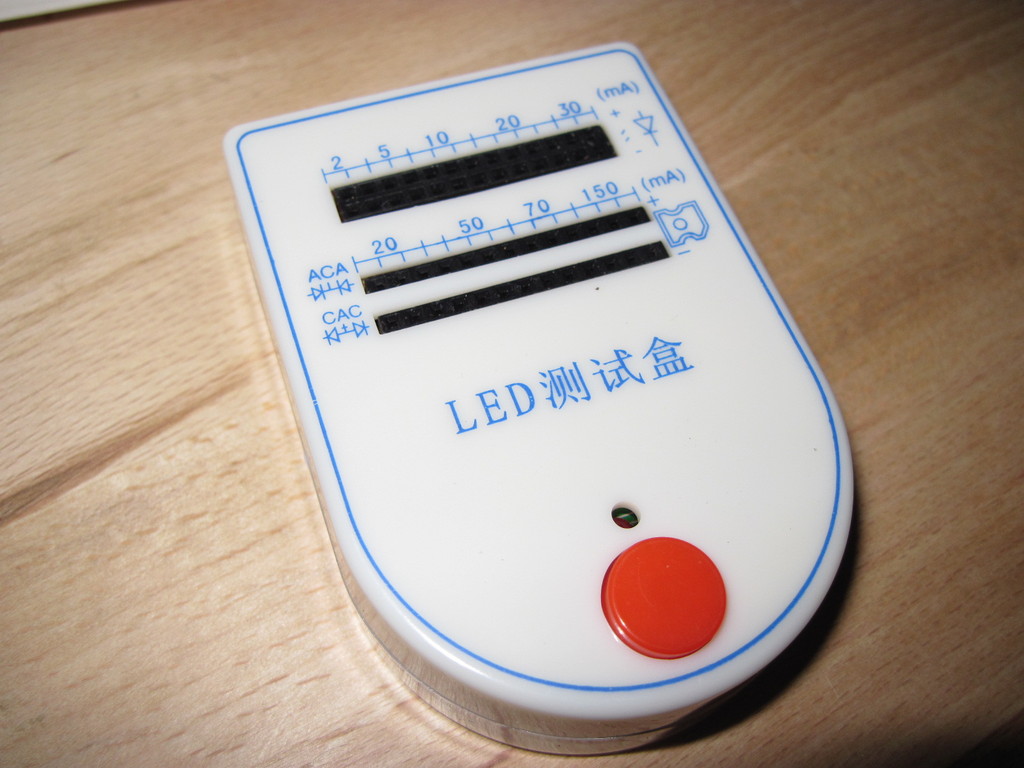 (mA)
2 5 10 20 30 +
-
(mA)
20 50 70 150 +
ACA
-
CAC
LED测试盒